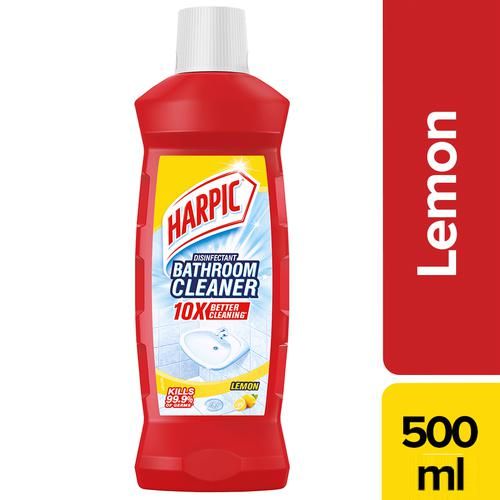 HARPIC
DISINFECTANT
BATHROOM
CLEANER
10X BETTER
CLEANING*
KILLS
99.9%
OF GERMS
LEMON
Lemon
500
ml